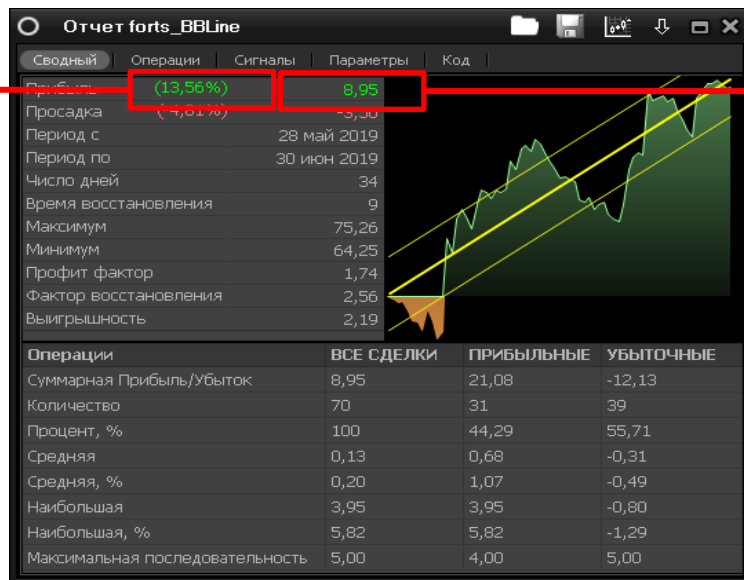 Отчет forts_BBLine
Сводный Операции Сигналы Параметры Код
Прибыль (13,56%) 8,95
Просадка (-4,81%) -3,50
Период с 28 май 2019
Период по 30 июн 2019
Число дней 34
Время восстановления 9
Максимум 75,26
Минимум 64,25
Профит фактор 1,74
Фактор восстановления 2,56
Выигрышность 2,19
Операции ВСЕ СДЕЛКИ ПРИБЫЛЬНЫЕ УБЫТОЧНЫЕ
Суммарная Прибыль/Убыток 8,95 21,08 -12,13
Количество 70 31 39
Процент, % 100 44,29 55,71
Средняя 0,13 0,68 -0,31
Средняя, % 0,20 1,07 -0,49
Наибольшая 3,95 3,95 -0,80
Наибольшая, % 5,82 5,82 -1,29
Максимальная последовательность 5,00 4,00 5,00